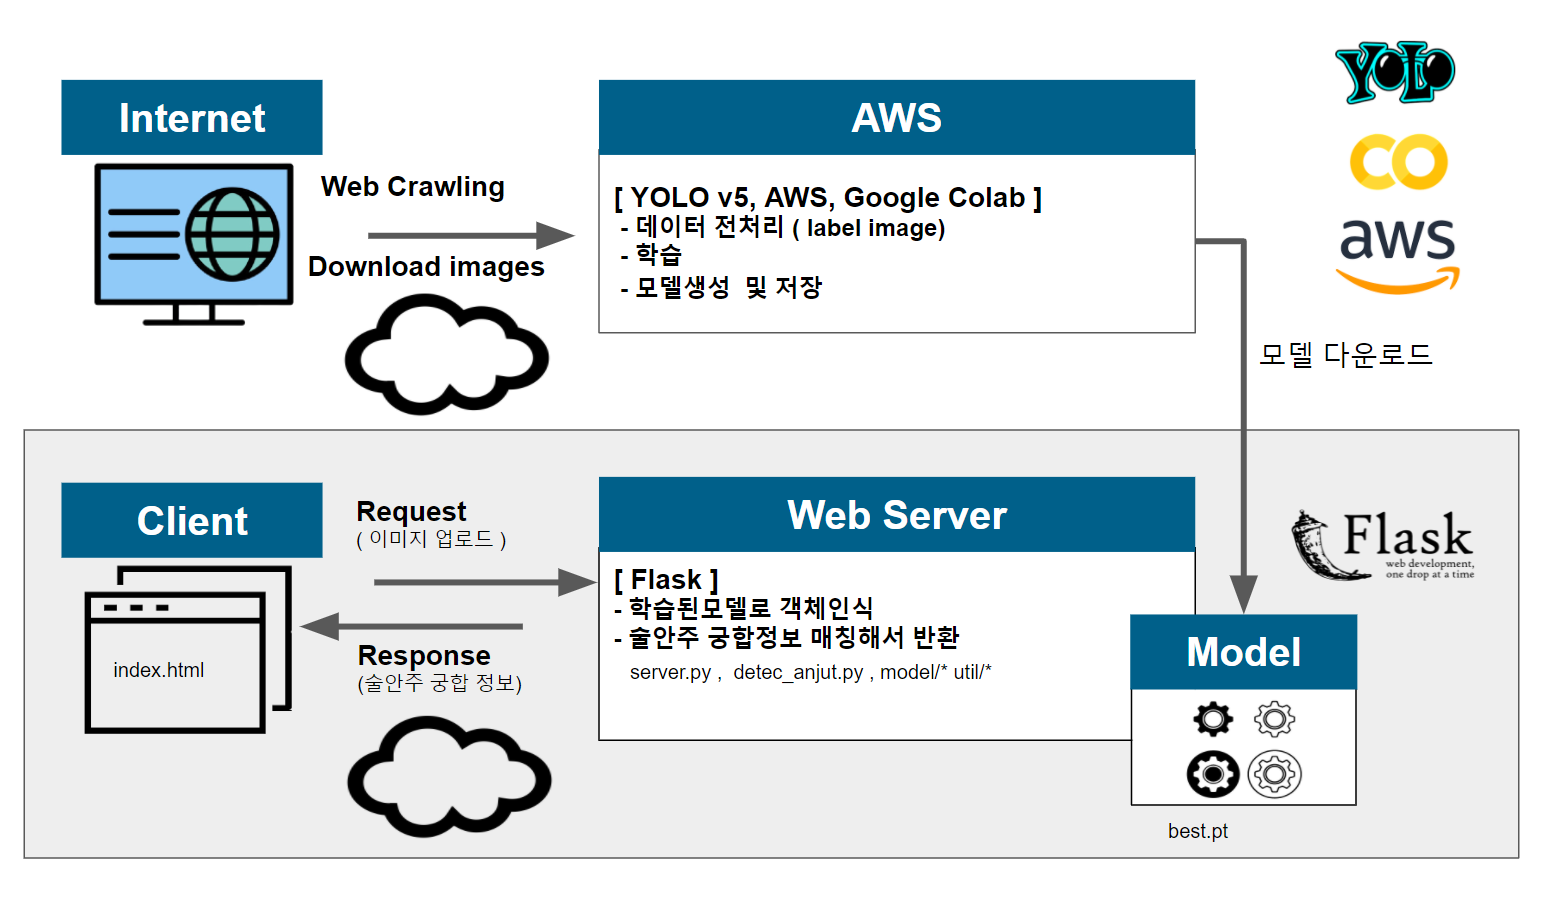 Internet
Web Crawling
Download images
AWS
[ YOLO v5, AWS, Google Colab ]
- 데이터 전처리 ( label image)
- 학습
- 모델생성 및 저장
YOLO
CO
aws
모델 다운로드
Client
index.html
Request
( 이미지 업로드 )
Response
(술안주 궁합 정보)
Web Server
[ Flask ]
- 학습된모델로 객체인식
- 술안주 궁합정보 매칭해서 반환
server.py , detec_anjut.py , model/* util/*
Flask
web development,
one drop at a time
Model
best.pt